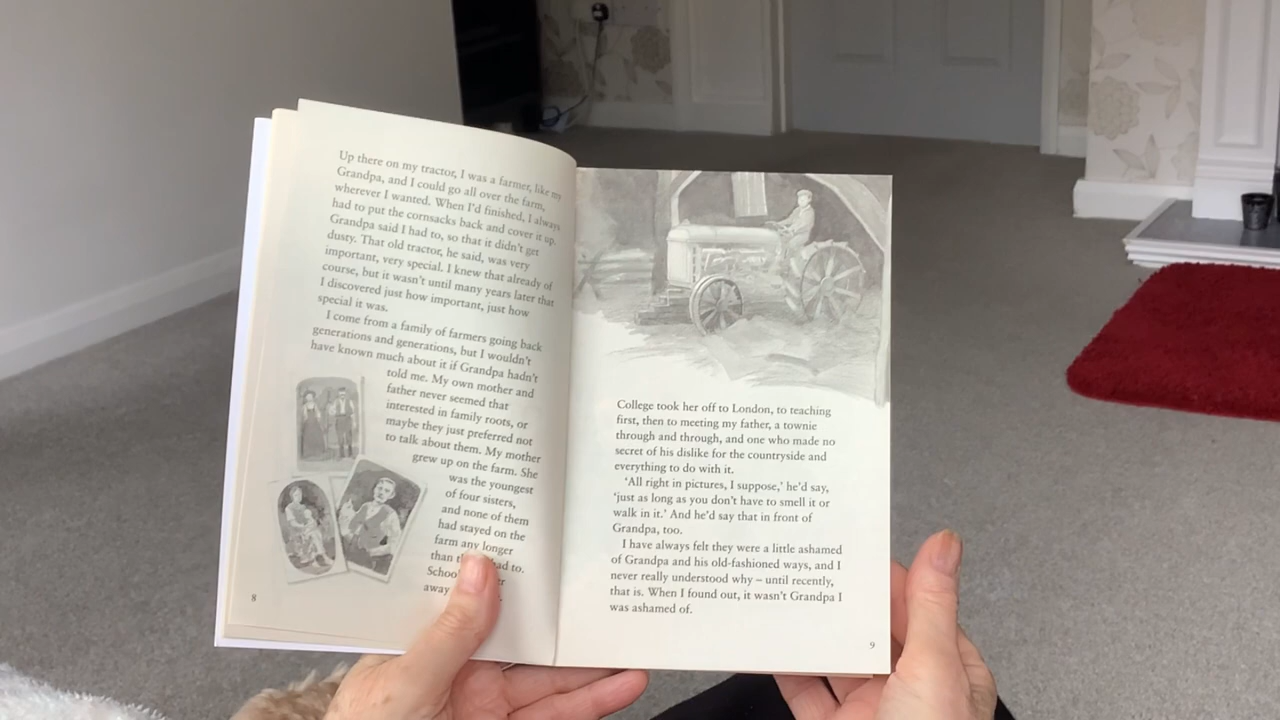 Up there on my tractor, I was a farmer, like my
Grandpa, and I could go all over the farm,
wherever I wanted. When I'd finished, I always
had to put the cornsacks back and cover it up.
Grandpa said I had to, so that it didn't get
dusty. That old tractor, he said, was very
important, very special. I knew that already of
course, but it wasn't until many years later that
I discovered just how important, just how
special it was.
I come from a family of farmers going back
generations and generations, but I wouldn't
have known much about it if Grandpa hadn't
told me. My own mother and
father never seemed that
interested in family roots, or
maybe they just preferred not
to talk about them. My mother
grew up on the farm. She
was the youngest
of four sisters,
and none of them
had stayed on the
farm any longer
than had to.
School
away
8
College took her off to London, to teaching
first, then to meeting my father, a townie
through and through, and one who made no
secret of his dislike for the countryside and
everything to do with it.
'All right in pictures, I suppose,' he'd say,
'just as long as you don't have to smell it or
walk in it.' And he'd say that in front of
Grandpa, too.
I have always felt they were a little ashamed
of Grandpa and his old-fashioned ways, and I
never really understood why – until recently,
that is. When I found out, it wasn't Grandpa I
was ashamed of.
9